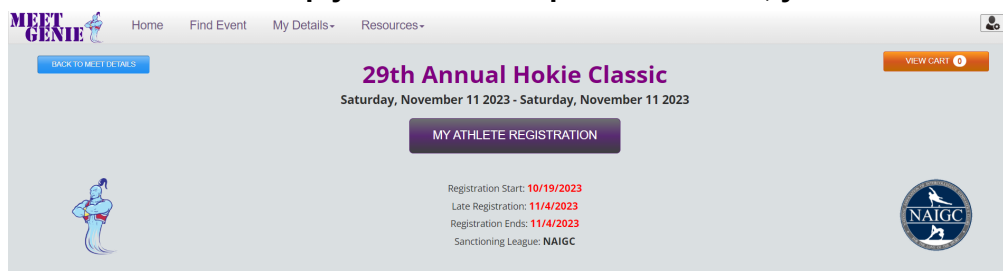 MEET
GENIE
Home Find Event My Details Resources
BACK TO MEET DETAILS
VIEW CART 0
29th Annual Hokie Classic
Saturday, November 11 2023 - Saturday, November 11 2023
MY ATHLETE REGISTRATION
Registration Start: 10/19/2023
Late Registration: 11/4/2023
Registration Ends: 11/4/2023
Sanctioning League: NAIGC
NAIGC